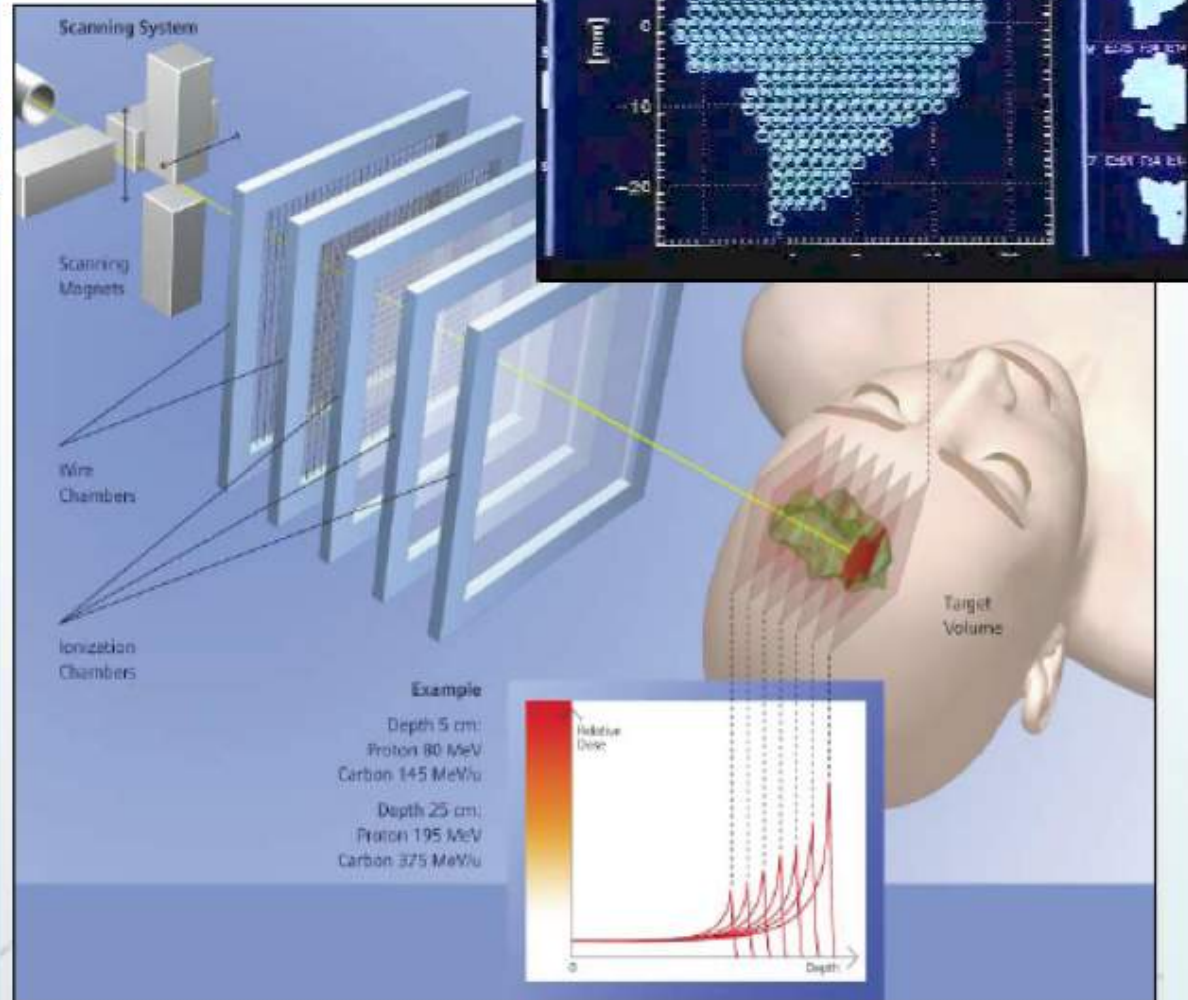 Scanning System
[mm]
0
-10
-20
Scanning
Magnets
Wire
Chambers
Ionization
Chambers
Target
Volume
Example
Depth 5 cm:
Proton 80 MeV
Carbon 145 MeV/u
Depth 25 cm:
Proton 195 MeV
Carbon 375 MeV/u
Relative
Dose
0
Depth